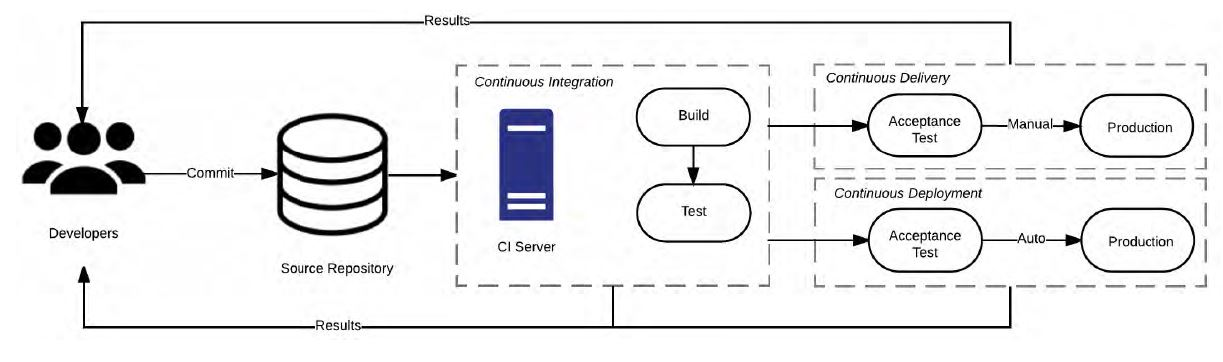 Results
Continuous Integration
Continuous Delivery
Build
Acceptance
Test
Manual
Production
Commit
Continuous Deployment
Test
Developers
CI Server
Acceptance
Test
Auto
Production
Source Repository
Results